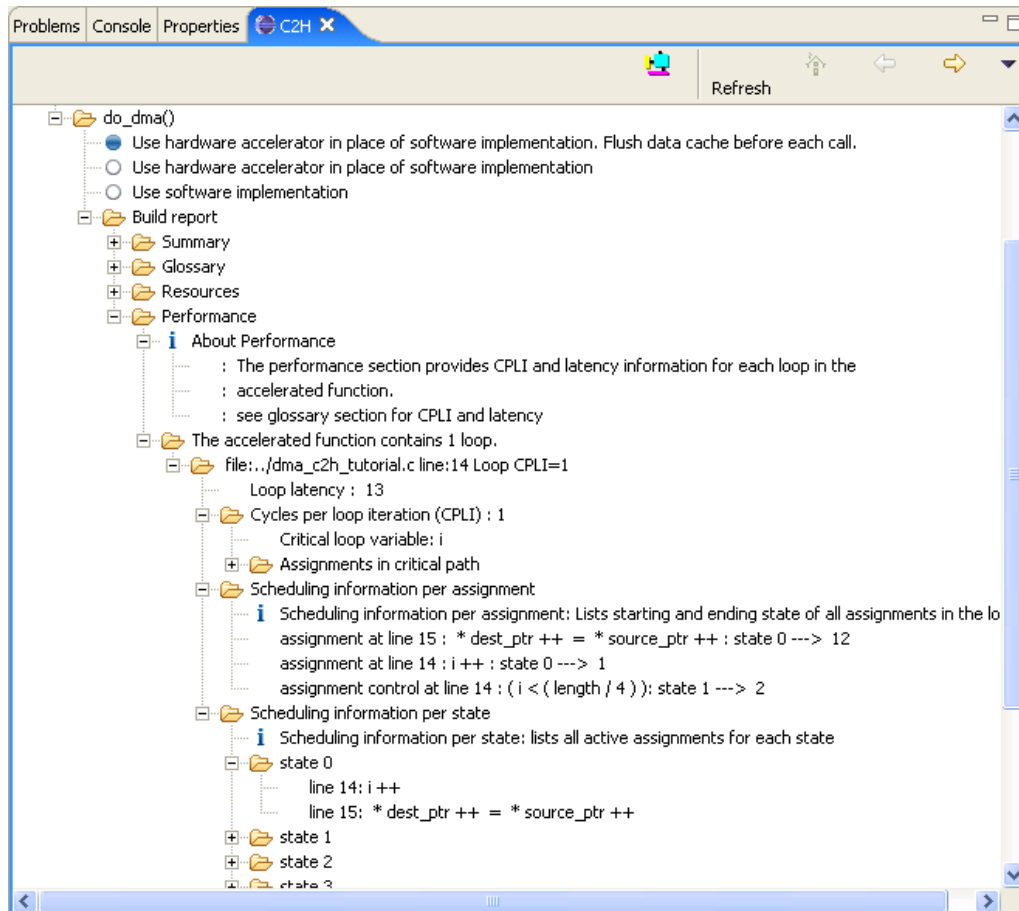 Problems Console Properties C2H
Refresh
do_dma()
Use hardware accelerator in place of software implementation. Flush data cache before each call.
Use hardware accelerator in place of software implementation
Use software implementation
Build report
Summary
Glossary
Resources
Performance
i About Performance
: The performance section provides CPLI and latency information for each loop in the
: accelerated function.
: see glossary section for CPLI and latency
The accelerated function contains 1 loop.
file:../dma_c2h_tutorial.c line:14 Loop CPLI=1
Loop latency : 13
Cycles per loop iteration (CPLI) : 1
Critical loop variable: i
Assignments in critical path
Scheduling information per assignment
i Scheduling information per assignment: Lists starting and ending state of all assignments in the lo
assignment at line 15 : * dest_ptr ++ = * source_ptr ++ : state 0 ---> 12
assignment at line 14 : i ++ : state 0 ---> 1
assignment control at line 14 : ( i < ( length / 4 ) ): state 1 ---> 2
Scheduling information per state
i Scheduling information per state: lists all active assignments for each state
state 0
line 14: i ++
line 15: * dest_ptr ++ = * source_ptr ++
state 1
state 2
state 3